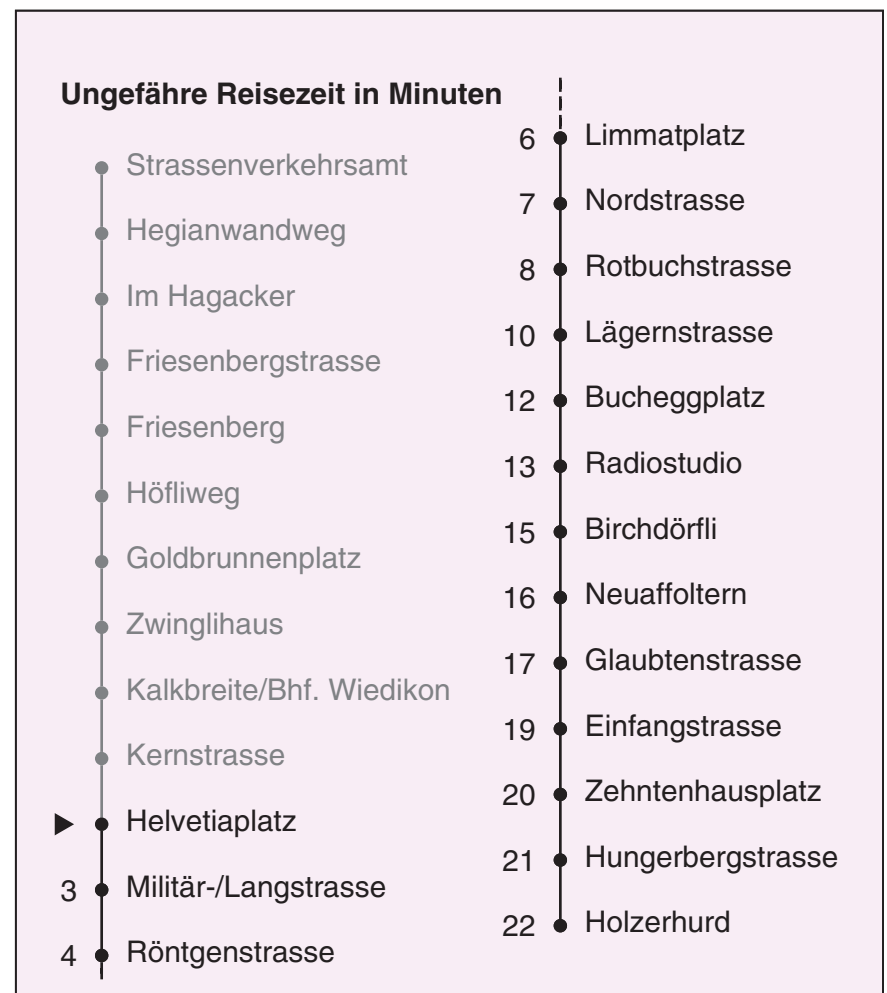 Ungefähre Reisezeit in Minuten
Strassenverkehrsamt
Hegianwandweg
Im Hagacker
Friesenbergstrasse
Friesenberg
Höfliweg
Goldbrunnenplatz
Zwinglihaus
Kalkbreite/Bhf. Wiedikon
Kernstrasse
Helvetiaplatz
3 Militär-/Langstrasse
4 Röntgenstrasse
6 Limmatplatz
7 Nordstrasse
8 Rotbuchstrasse
10 Lägernstrasse
12 Bucheggplatz
13 Radiostudio
15 Birchdörfli
16 Neuaffoltern
17 Glaubtenstrasse
19 Einfangstrasse
20 Zehntenhausplatz
21 Hungerbergstrasse
22 Holzerhurd